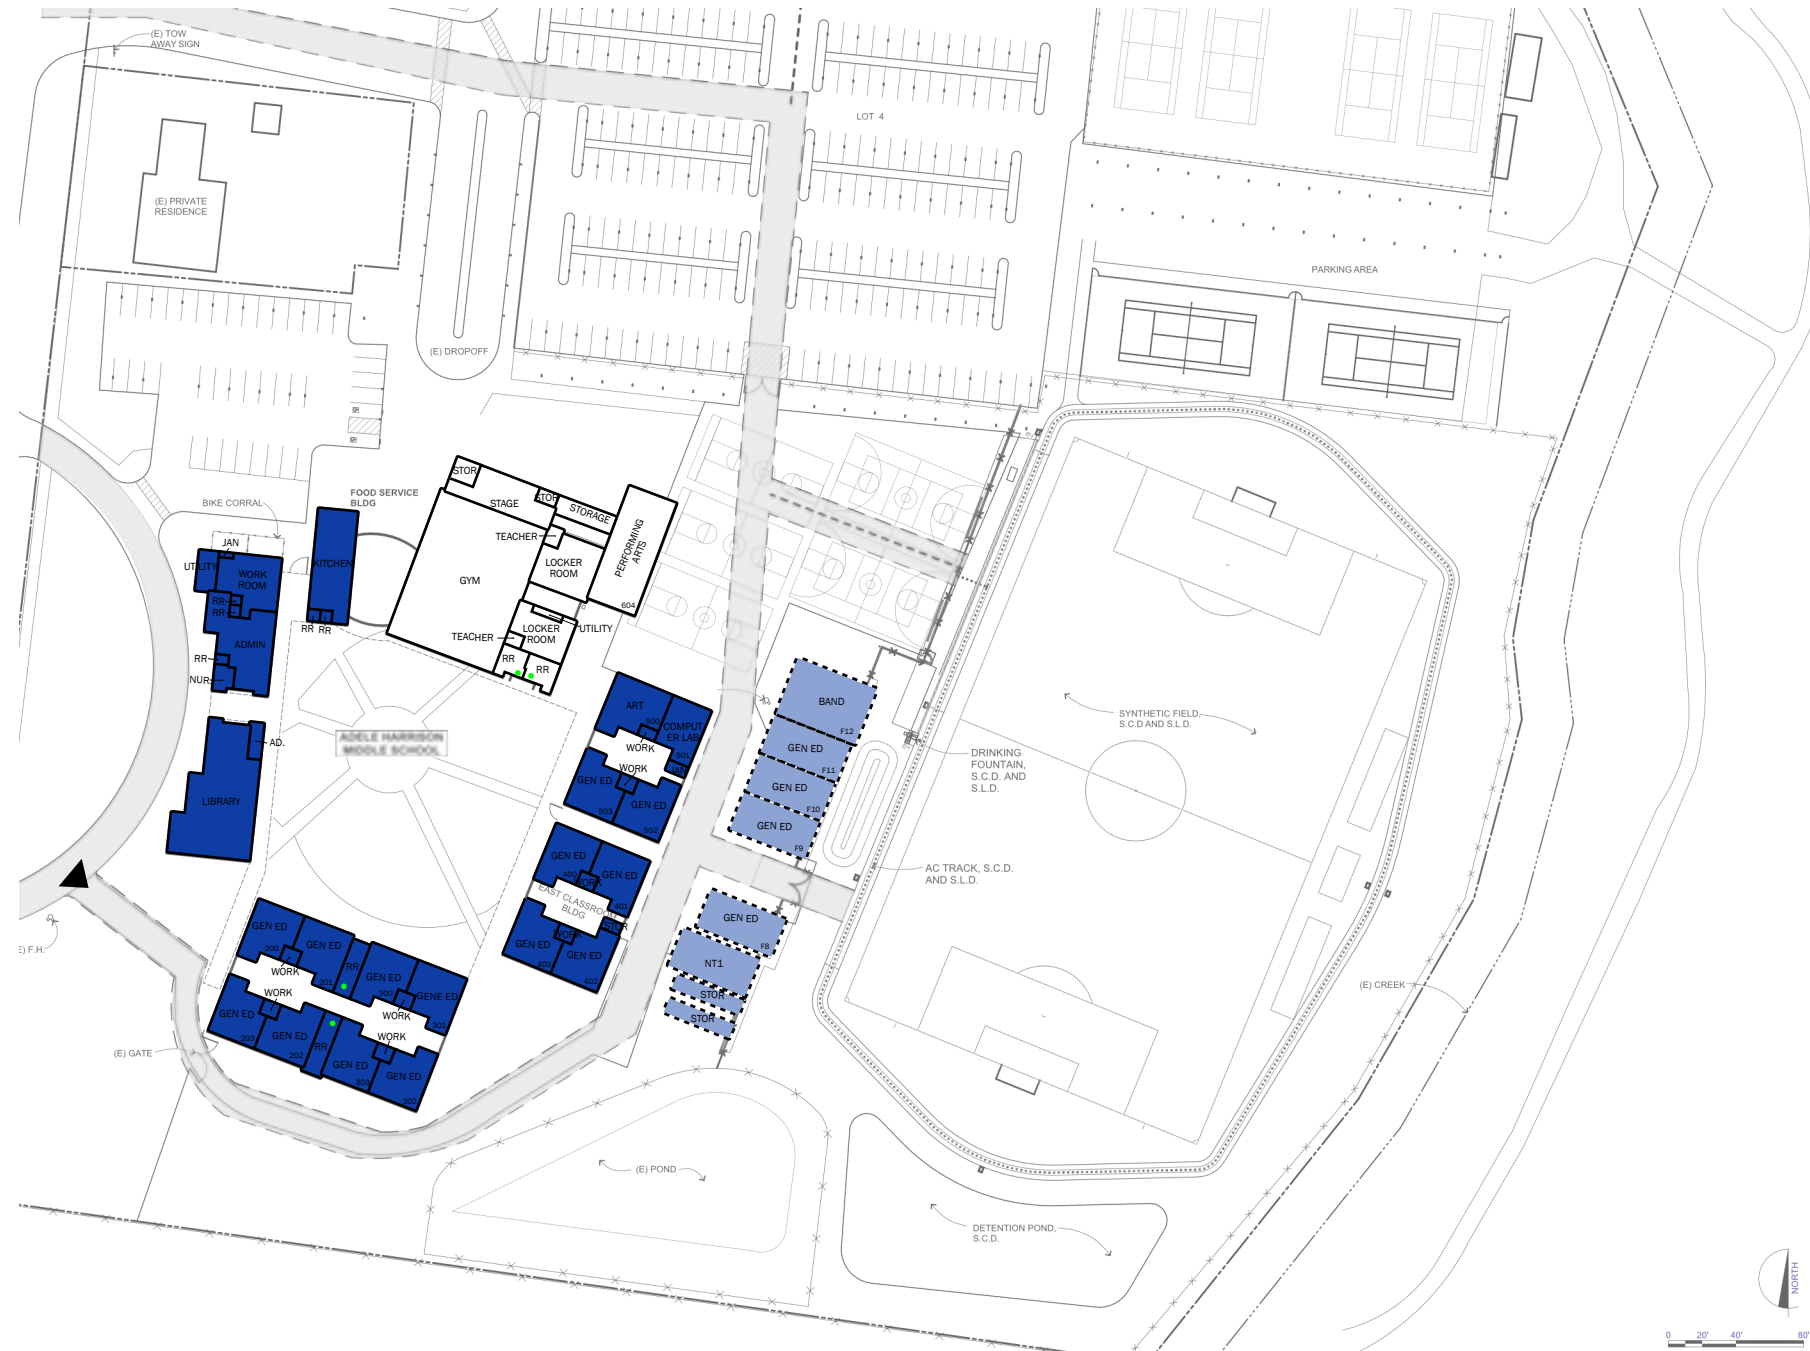 (E) TOW
AWAY SIGN
LOT 4
(E) PRIVATE
RESIDENCE
PARKING AREA
(E) DROPOFF
BIKE CORRAL
FOOD SERVICE
BLDG
STOR
STAGE
STOR
STORAGE
TEACHER
PERFORMING
ARTS
LOCKER
ROOM
GYM
604
LOCKER
ROOM
UTILITY
TEACHER
RR
RR
JAN
UTILITY
WORK
ROOM
RR
RR
ADMIN
RR
NUR
KITCHEN
RR
RR
AD.
LIBRARY
ADELE HARRISON
MIDDLE SCHOOL
ART
500
COMPUT
ER LAB
501
WORK
WORK
JAN
GEN ED
503
GEN ED
502
BAND
F12
GEN ED
F11
GEN ED
F10
GEN ED
F9
SYNTHETIC FIELD,
S.C.D AND S.L.D.
DRINKING
FOUNTAIN,
S.C.D. AND
S.L.D.
AC TRACK, S.C.D.
AND S.L.D.
GEN ED
400
WORK
GEN ED
401
EAST CLASSROOM
BLDG
STOR
WORK
GEN ED
403
GEN ED
402
GEN ED
F8
NT1
STOR
STOR
GEN ED
200
GEN ED
201
WORK
RR
GEN ED
300
GENE ED
301
WORK
WORK
WORK
GEN ED
203
GEN ED
202
RR
GEN ED
303
GEN ED
302
(E) F.H.
(E) GATE
(E) CREEK
(E) POND
DETENTION POND,
S.C.D.
NORTH
0 20' 40' 80'